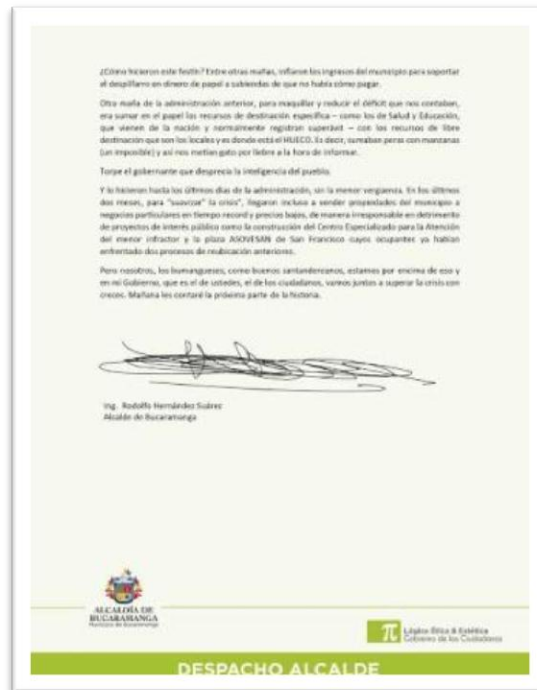 ¿Cómo hicieron este festín? Entre otras mañas, inflaron los ingresos del municipio para soportar
el despilfarro en dinero de papel a sabiendas de que no había cómo pagar.
Otra maña de la administración anterior, para maquillar y reducir el déficit que nos contaban,
era sumar en el papel los recursos de destinación específica – como los de Salud y Educación,
que vienen de la nación y normalmente registran superávit – con los recursos de libre
destinación que son los locales y es donde está el HUECO. Es decir, sumaban peras con manzanas
(un imposible) y así nos metían gato por liebre a la hora de informar.
Torpe el gobernante que desprecia la inteligencia del pueblo.
Y lo hicieron hasta los últimos días de la administración, sin la menor vergüenza. En los últimos
dos meses, para "suavizar" la crisis", llegaron incluso a vender propiedades del municipio a
negocios particulares en tiempo record y precios bajos, de manera irresponsable en detrimento
de proyectos de interés público como la construcción del Centro Especializado para la Atención
del menor infractor y la plaza ASOVESAN de San Francisco cuyos ocupantes ya habían
enfrentado dos procesos de reubicación anteriores.
Pero nosotros, los bumangueses, como buenos santandereanos, estamos por encima de eso y
en mi Gobierno, que es el de ustedes, el de los ciudadanos, vamos juntos a superar la crisis con
creces. Mañana les contaré la próxima parte de la historia.
Ing. Rodolfo Hernández Suárez
Alcalde de Bucaramanga
ALCALDÍA DE
BUCARAMANGA
Municipio de Bucaramanga
π Lógica Ética & Estética
Gobierno de los Ciudadanos
DESPACHO ALCALDE